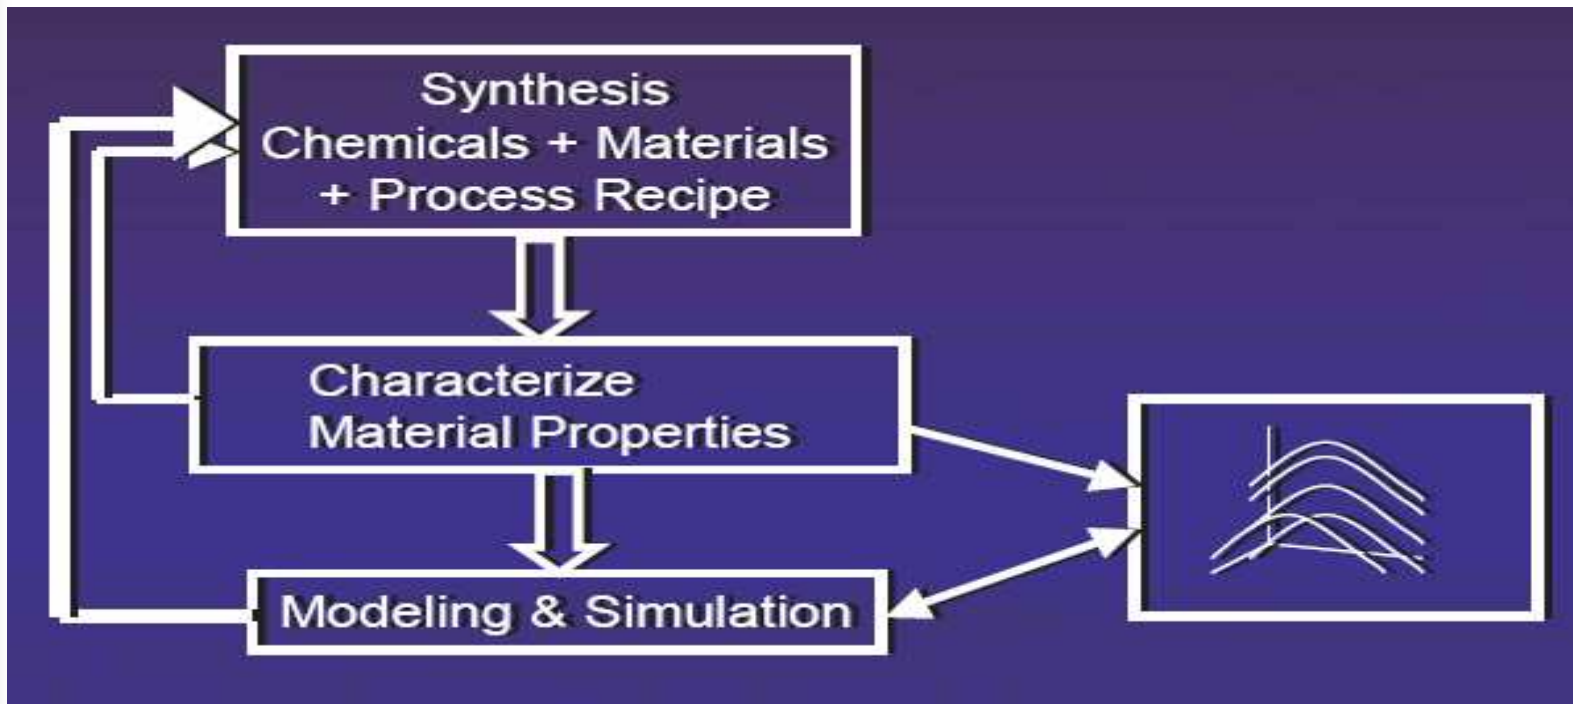 Synthesis
Chemicals + Materials
+ Process Recipe
Characterize
Material Properties
Modeling & Simulation